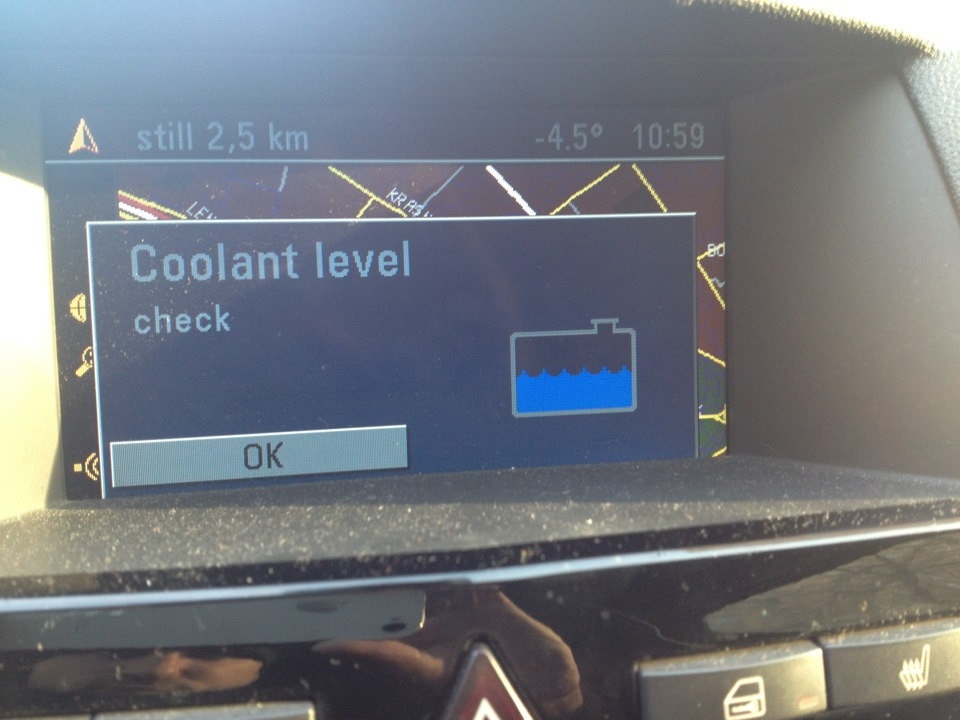 still 2,5 km
-4.5° 10:59
Coolant level
check
OK